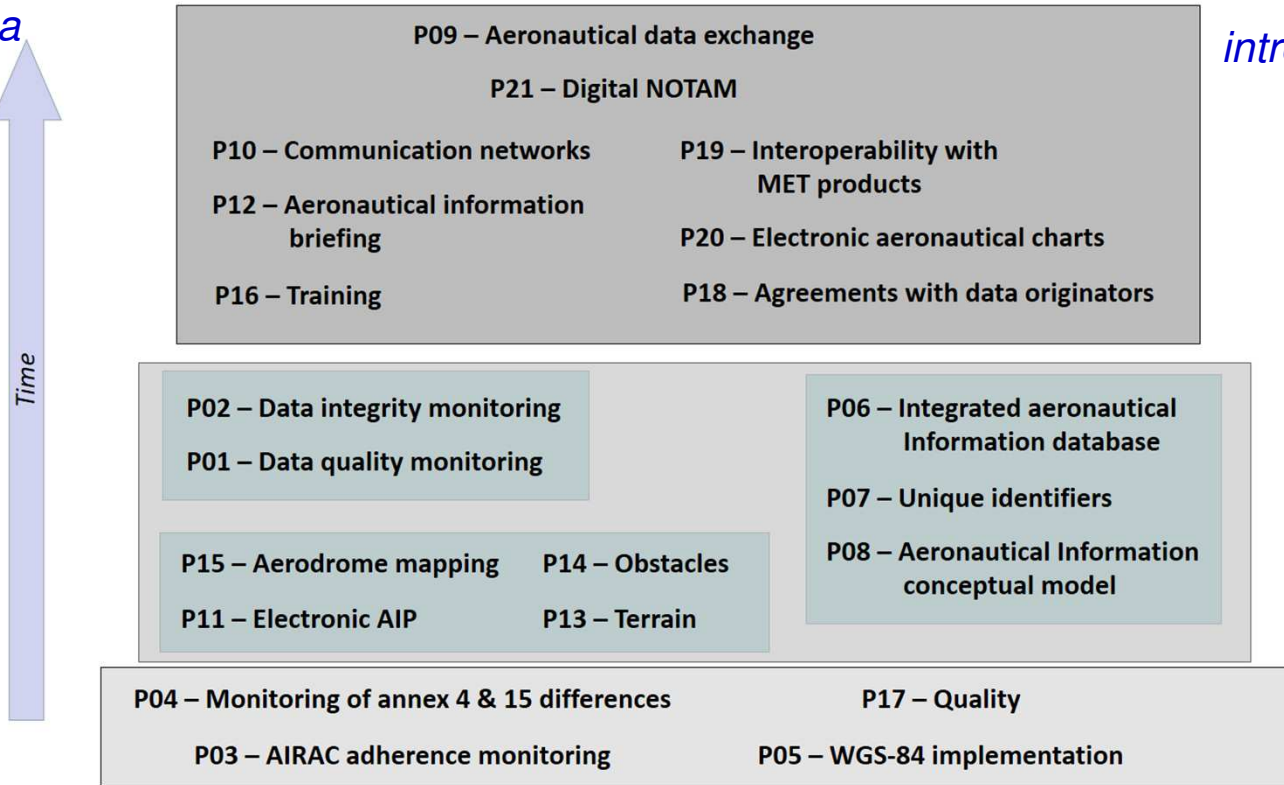 P09 – Aeronautical data exchange
P21 – Digital NOTAM
P10 – Communication networks
P12 – Aeronautical information
briefing
P16 – Training
P19 – Interoperability with
MET products
P20 – Electronic aeronautical charts
P18 – Agreements with data originators
Time
P02 – Data integrity monitoring
P01 – Data quality monitoring
P06 – Integrated aeronautical
Information database
P07 – Unique identifiers
P08 – Aeronautical Information
conceptual model
P15 – Aerodrome mapping
P14 – Obstacles
P11 – Electronic AIP
P13 – Terrain
P04 – Monitoring of annex 4 & 15 differences
P17 – Quality
P03 – AIRAC adherence monitoring
P05 – WGS-84 implementation